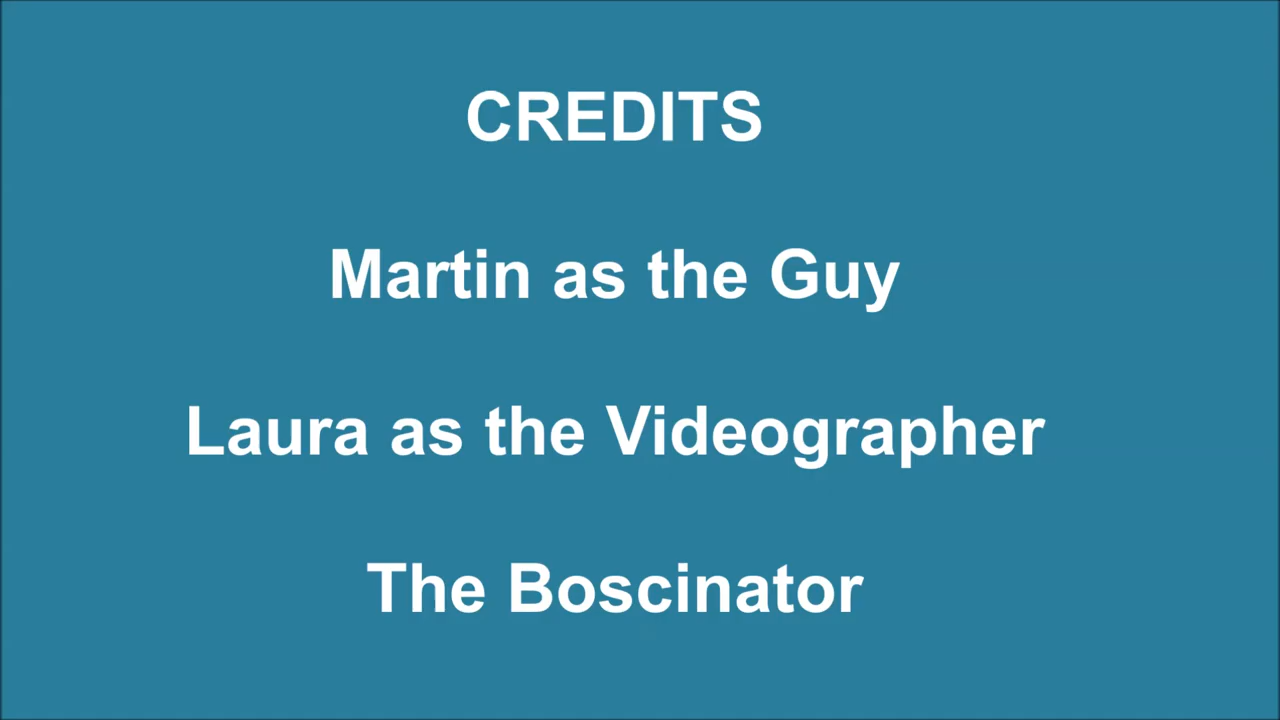 CREDITS
Martin as the Guy
Laura as the Videographer
The Boscinator